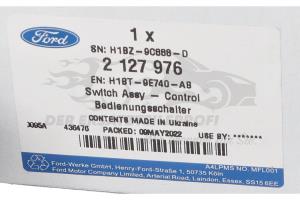 Ford
1 x
SN: H1BZ-9C888-D
2 127 976
EN: H1BT-9E740-AB
Switch Assy - Control
Bedienungsschalter
CONTENTS MADE IN Ukraine
X095A 436476 PACKED: 09MAY2022 USE BY: *******
A4LPMS NO. MFL001
Ford-Werke GmbH, Henry-Ford-Straße 1, 50735 Köln
Ford Motor Company Limited, Arterial Road, Laindon, Essex. SS15 6EE